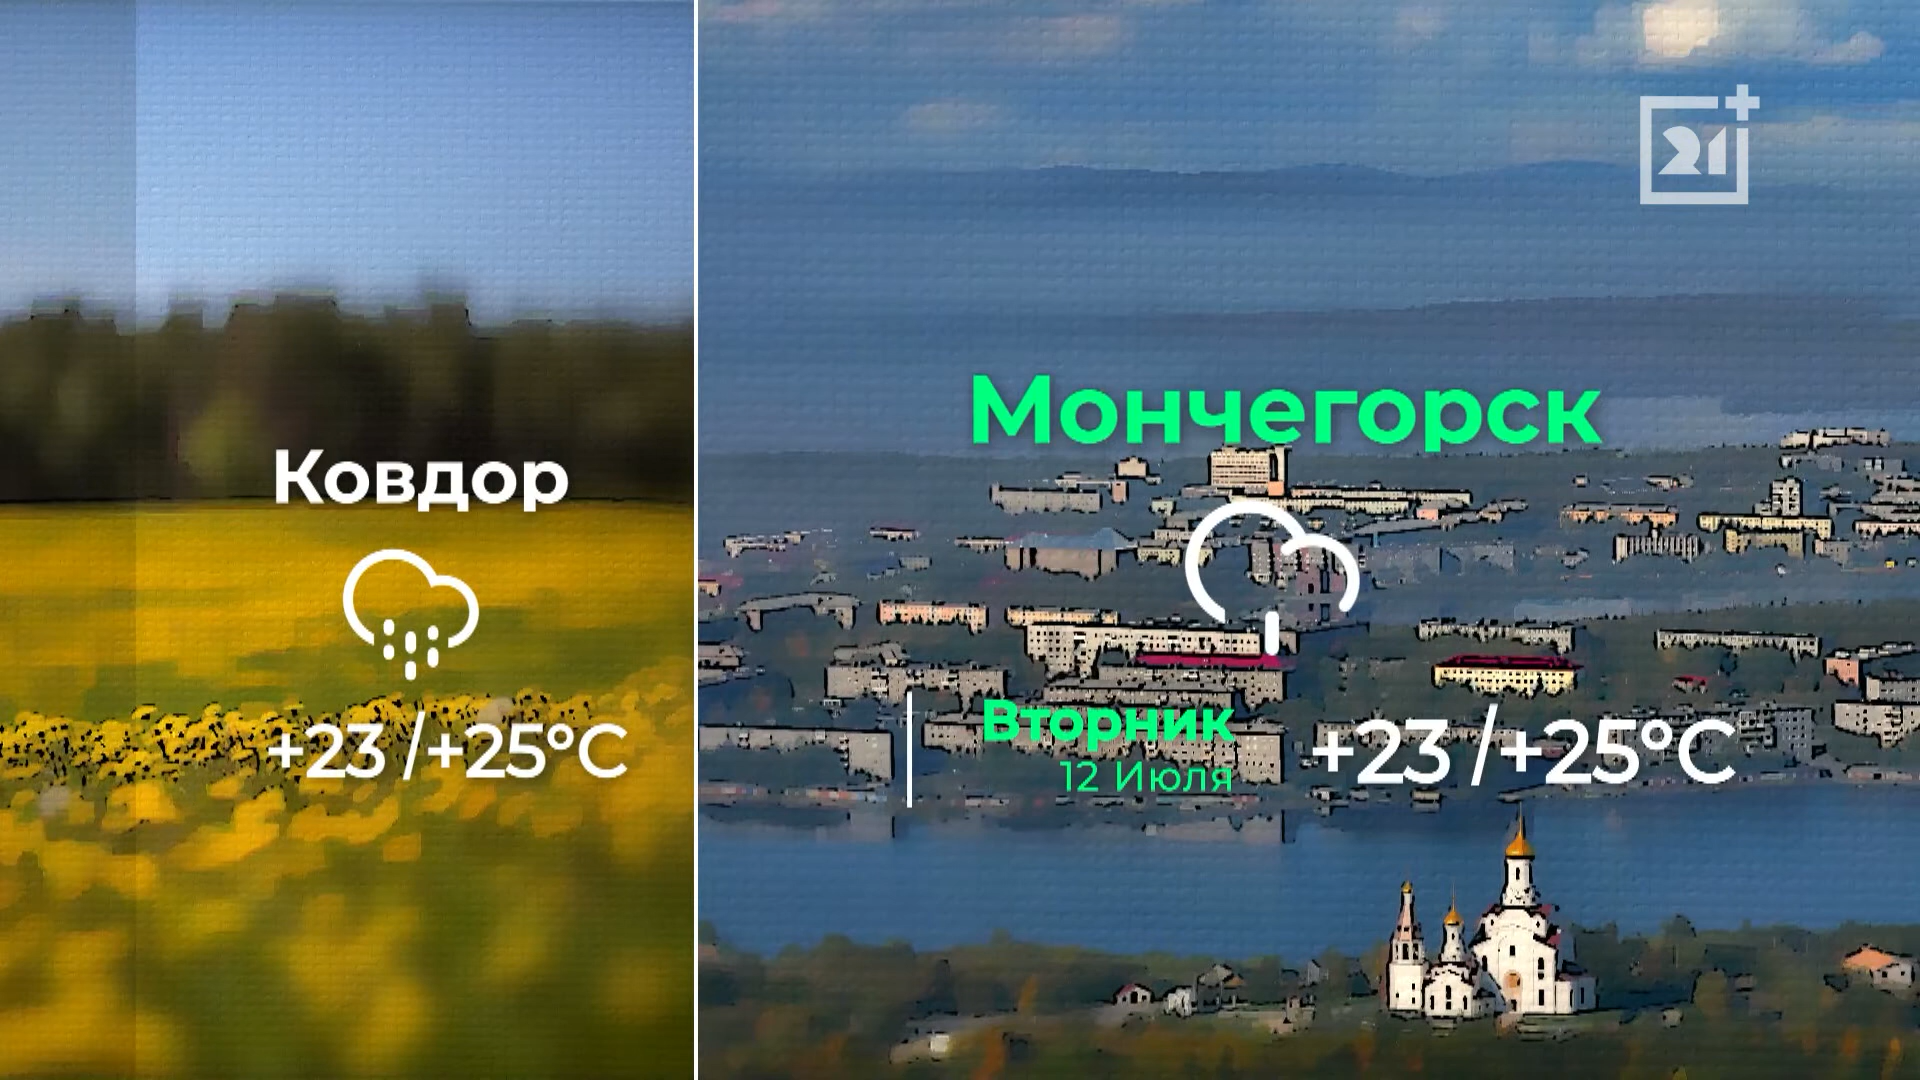 Ковдор
+23 /+25°C
21+
Мончегорск
Вторник
12 Июля
+23 /+25°C